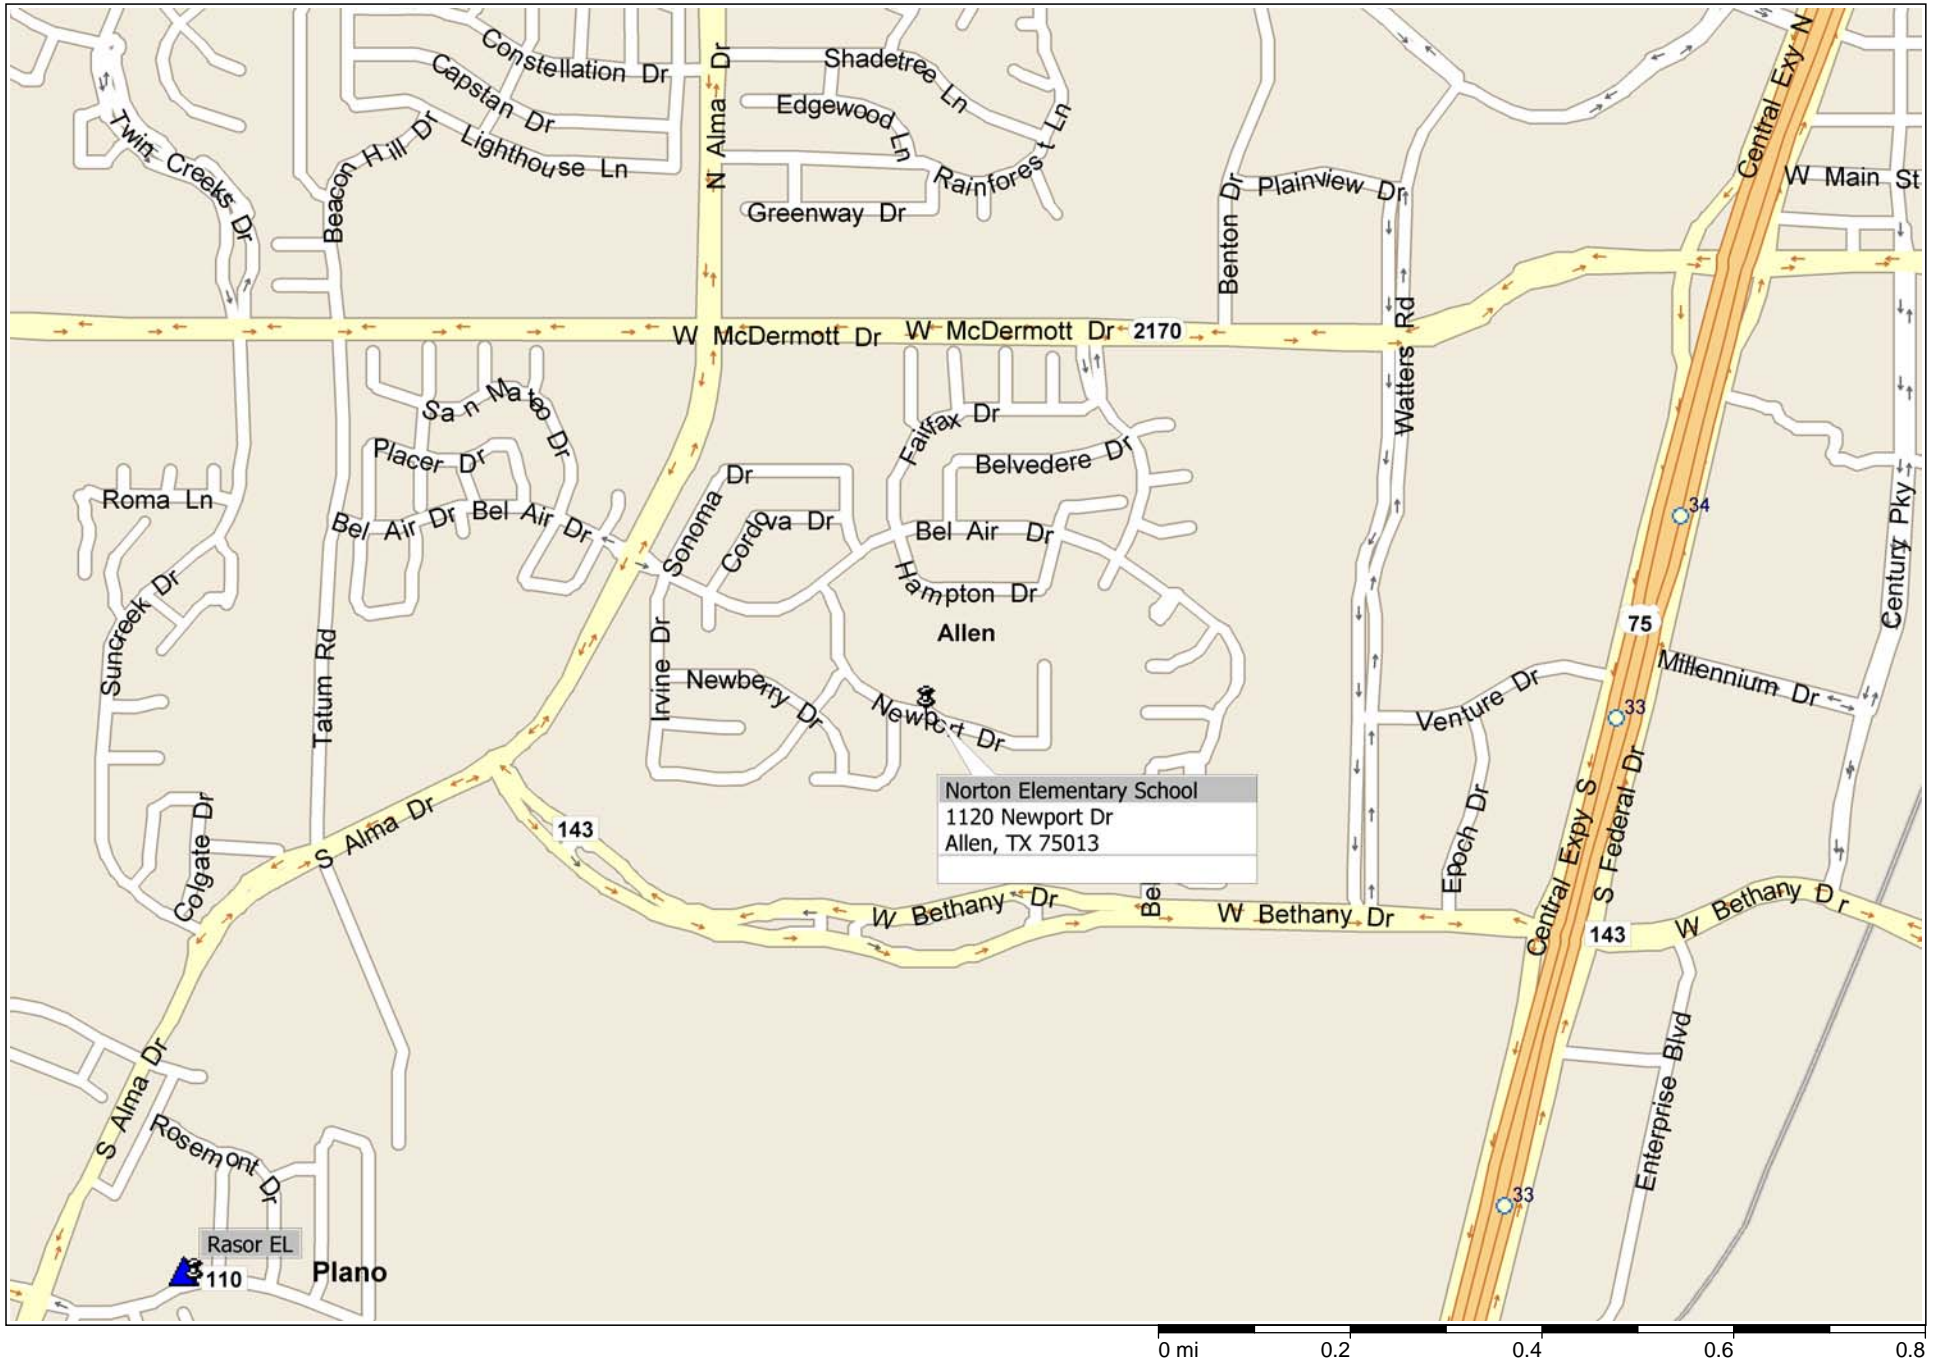 Constellation Dr
Capstan Dr
Lighthouse Ln
Twin Creeks Dr
Beacon Hill Dr
N Alma Dr
Shadetree Ln
Edgewood Ln
Rainforest Ln
Greenway Dr
Benton Dr
Plainview Dr
Central Exy N
W Main St
W McDermott Dr
W McDermott Dr
2170
Watters Rd
San Mateo Dr
Placer Dr
Roma Ln
Bel Air Dr
Bel Air Dr
Sonoma Dr
Cordova Dr
Fairfax Dr
Belvedere Dr
Bel Air Dr
Hampton Dr
Allen
34
Century Pky
75
Suncreek Dr
Tatum Rd
Irvine Dr
Newberry Dr
Newport Dr
Venture Dr
Millennium Dr
33
Norton Elementary School
1120 Newport Dr
Allen, TX 75013
Colgate Dr
S Alma Dr
143
Epoch Dr
Central Expy S
S Federal Dr
W Bethany Dr
Be
W Bethany Dr
143
W Bethany Dr
S Alma Dr
Rosemont Dr
Enterprise Blvd
33
Rasor EL
110
Plano
0 mi 0.2 0.4 0.6 0.8